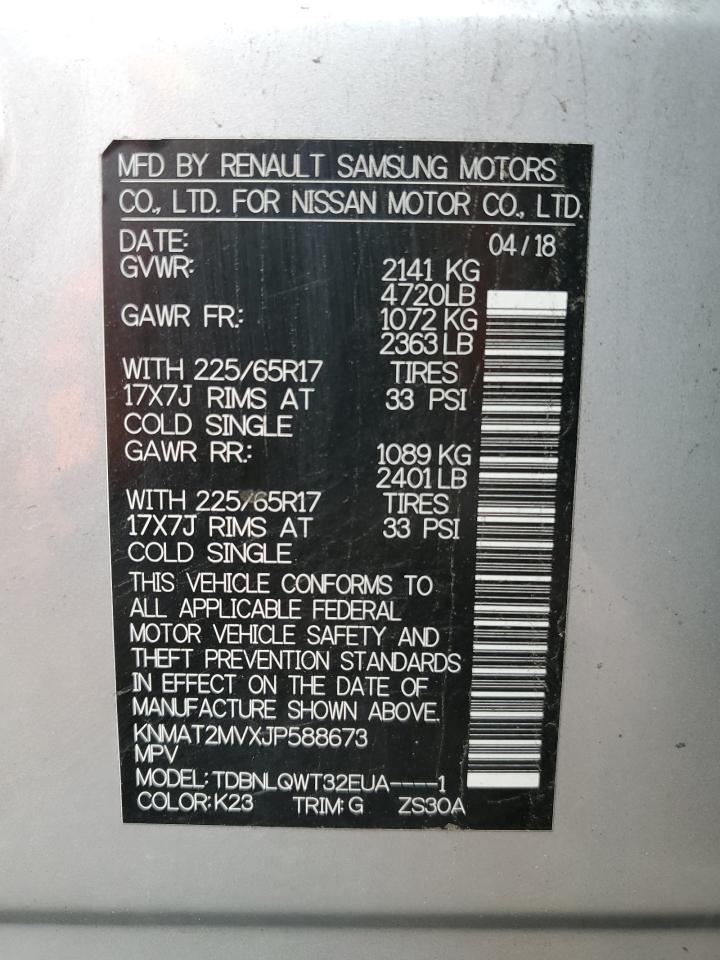 MFD BY RENAULT SAMSUNG MOTORS
CO., LTD. FOR NISSAN MOTOR CO., LTD.
DATE: 04/18
GVWR: 2141 KG
4720LB
GAWR FR.: 1072 KG
2363 LB
WITH 225/65R17 TIRES
17X7J RIMS AT 33 PSI
COLD SINGLE
GAWR RR.: 1089 KG
2401 LB
WITH 225/65R17 TIRES
17X7J RIMS AT 33 PSI
COLD SINGLE
THIS VEHICLE CONFORMS TO
ALL APPLICABLE FEDERAL
MOTOR VEHICLE SAFETY AND
THEFT PREVENTION STANDARDS
IN EFFECT ON THE DATE OF
MANUFACTURE SHOWN ABOVE.
KNMAT2MVXJP588673
MPV
MODEL: TDBNLQWT32EUA----1
COLOR: K23 TRIM: G ZS30A